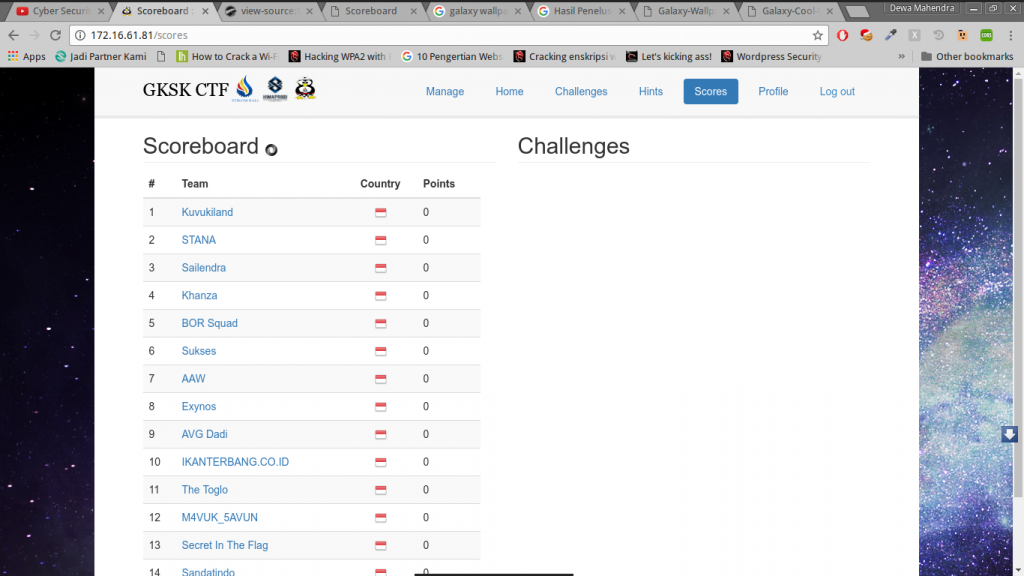 Dewa Mahendra
Cyber Securi Scoreboard view-source: Scoreboard galaxy wallpa Hasil Penelus Galaxy-Wallp Galaxy-Cool-
172.16.61.81/scores
Apps Jadi Partner Kami How to Crack a Wi-F Hacking WPA2 with 10 Pengertian Webs Cracking enskripsi w Let's kicking ass! Wordpress Security » Other bookmarks
GKSK CTF Manage Home Challenges Hints Scores Profile Log out
Scoreboard Challenges
# Team Country Points
1 Kuvukiland 0
2 STANA 0
3 Sailendra 0
4 Khanza 0
5 BOR Squad 0
6 Sukses 0
7 AAW 0
8 Exynos 0
9 AVG Dadi 0
10 IKANTERBANG.CO.ID 0
11 The Toglo 0
12 M4VUK_5AVUN 0
13 Secret In The Flag 0
14 Sandatindo 0